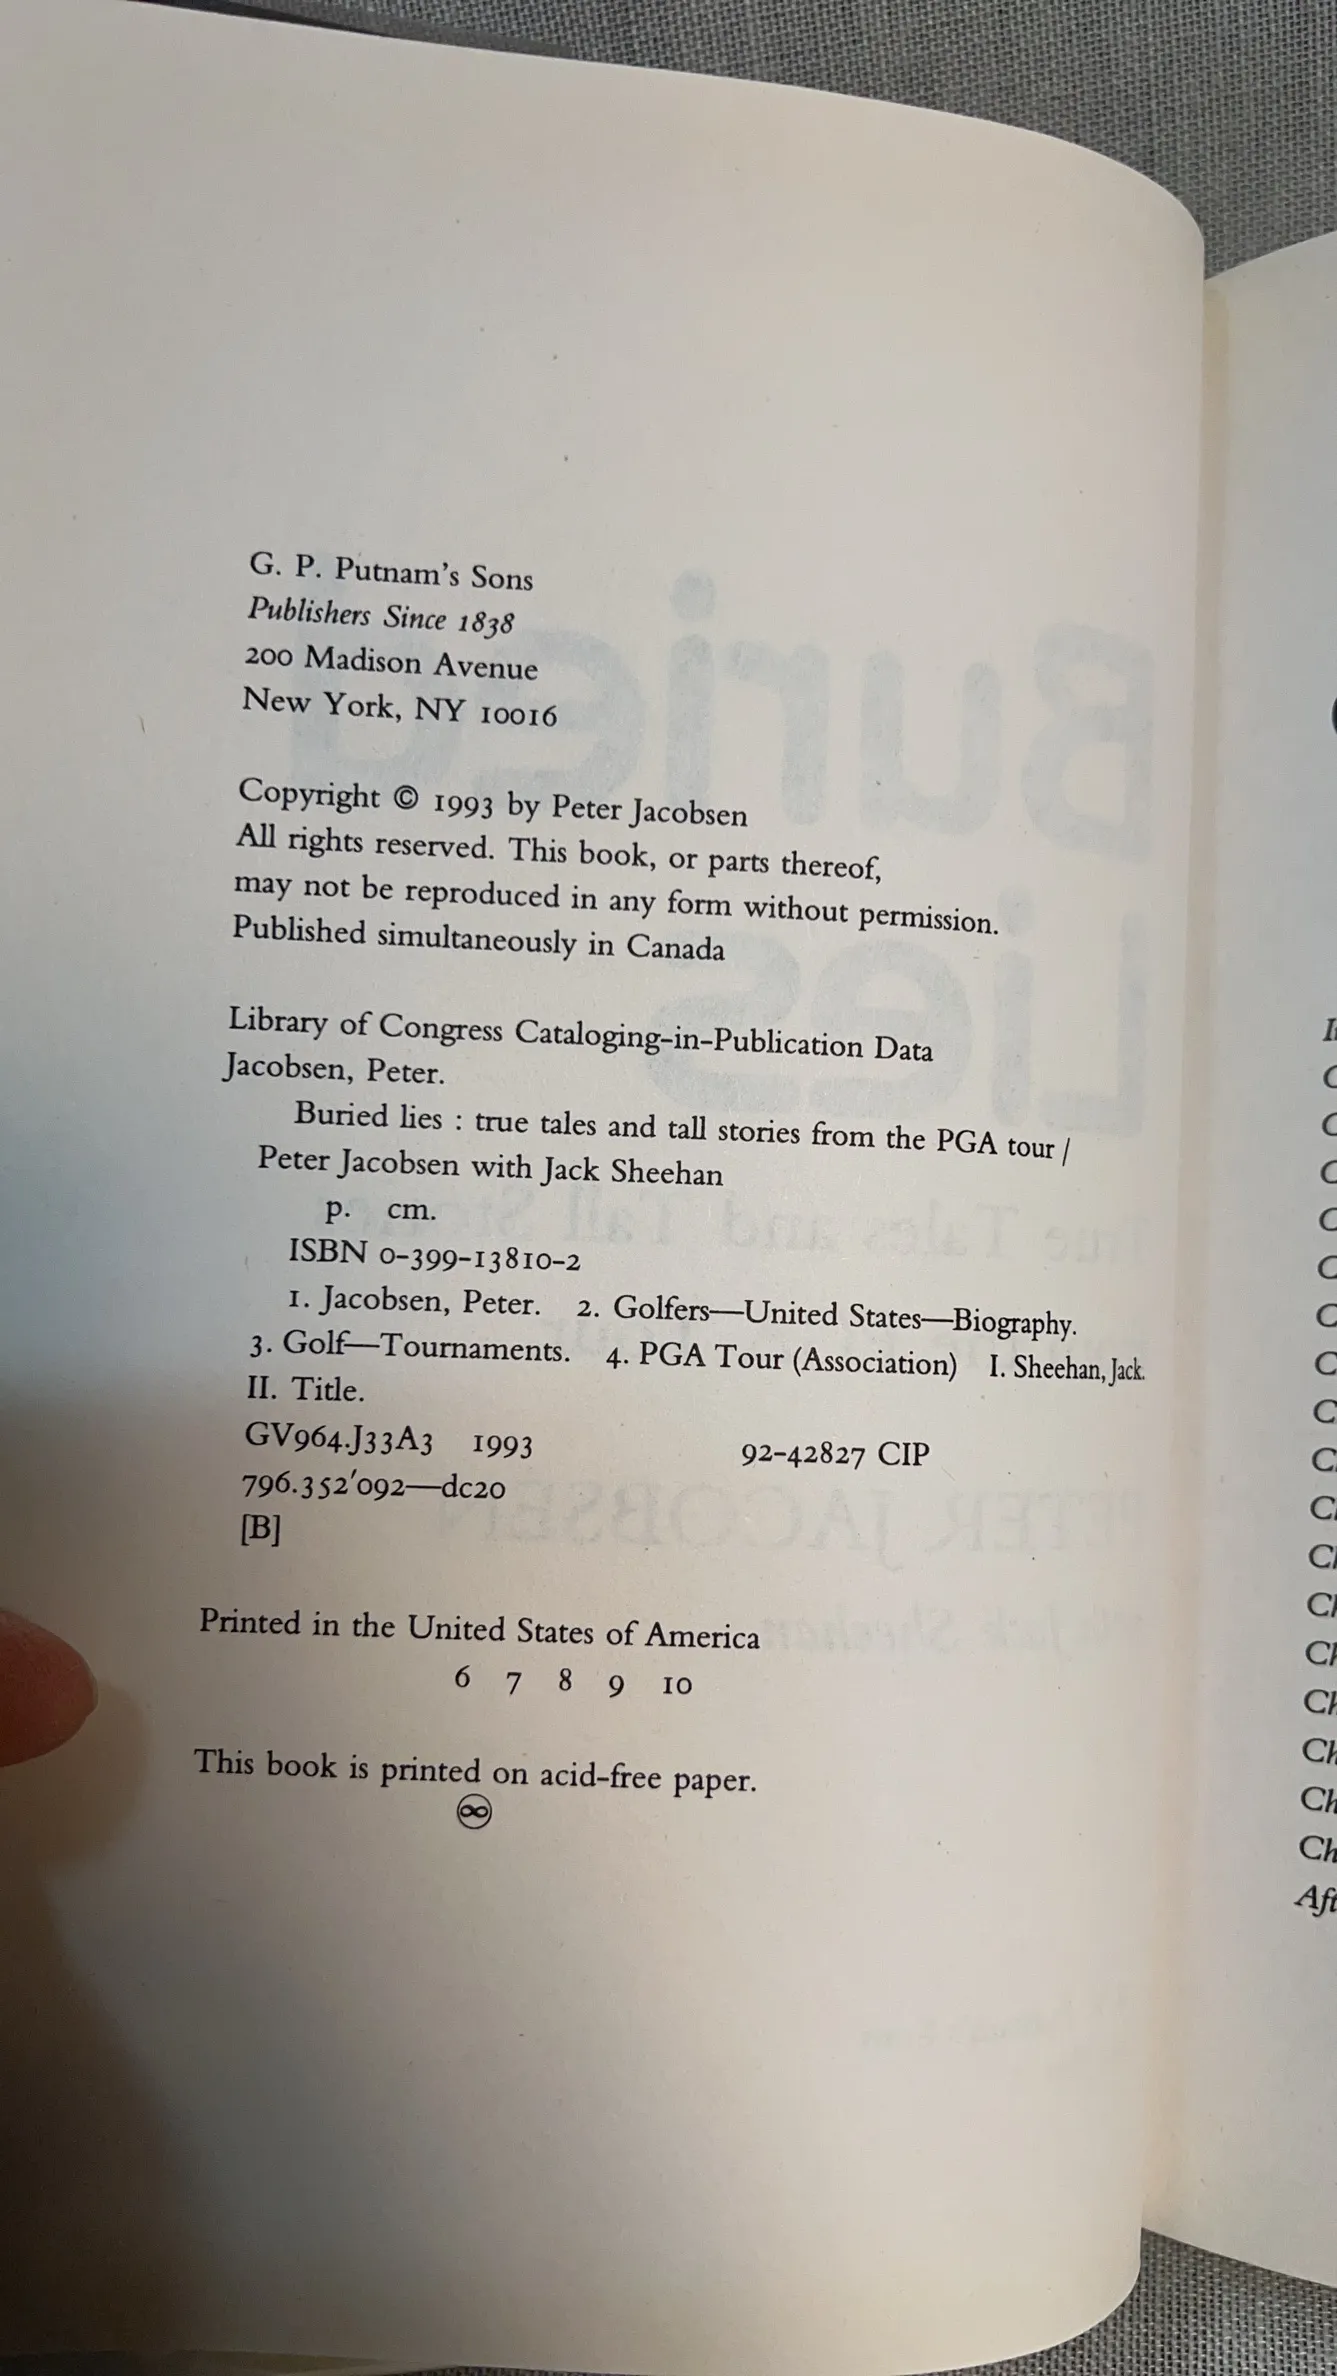 G. P. Putnam's Sons
Publishers Since 1838
200 Madison Avenue
New York, NY 10016
Copyright © 1993 by Peter Jacobsen
All rights reserved. This book, or parts thereof,
may not be reproduced in any form without permission.
Published simultaneously in Canada
Library of Congress Cataloging-in-Publication Data
Jacobsen, Peter.
Buried lies : true tales and tall stories from the PGA tour /
Peter Jacobsen with Jack Sheehan
p. cm.
ISBN 0-399-13810-2
1. Jacobsen, Peter. 2. Golfers—United States—Biography.
3. Golf—Tournaments. 4. PGA Tour (Association) I. Sheehan, Jack.
II. Title.
GV964.J33A3 1993 92-42827 CIP
796.352'092—dc20
[B]
Printed in the United States of America
6 7 8 9 10
This book is printed on acid-free paper.
♾